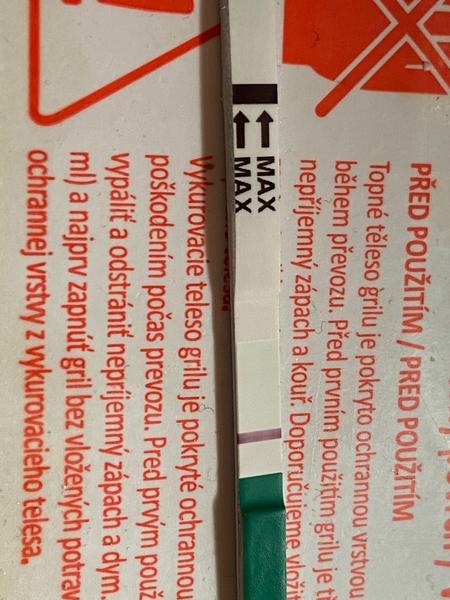 PŘED POUŽITÍM / PRED POUŽITÍM
Topné těleso grilu je pokryto ochrannou vrstvou
během převozu. Před prvním použitím grilu je
nepříjemný zápach a kouř. Doporučujeme vložit
MAX
MAX
Vykurovacie teleso grilu je pokryté ochrannou
poškodením počas prevozu. Pred prvým použ
vypáliť a odstrániť nepríjemný zápach a dym.
ml) a najprv zapnúť gril bez vložených potrav
ochrannej vrstvy z vykurovacieho telesa.